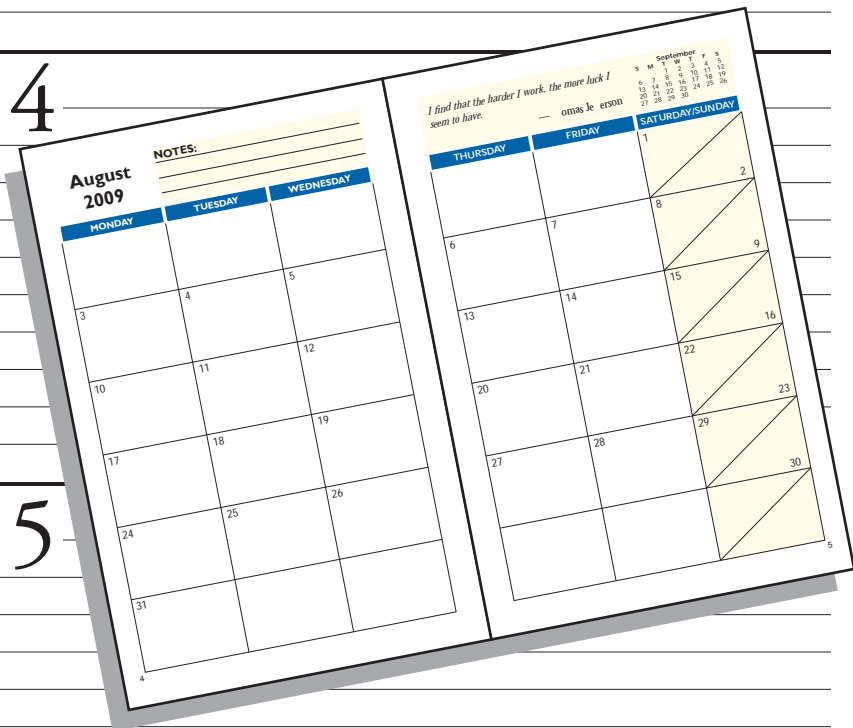 4
5
August
2009
NOTES:
MONDAY TUESDAY WEDNESDAY
3 4 5
10 11 12
17 18 19
24 25 26
31
4
I find that the harder I work, the more luck I
seem to have.
— omas Je erson
September
S M T W T F S
1 2 3 4 5
6 7 8 9 10 11 12
13 14 15 16 17 18 19
20 21 22 23 24 25 26
27 28 29 30
THURSDAY FRIDAY SATURDAY/SUNDAY
1 2
6 7 8 9
13 14 15 16
20 21 22 23
27 28 29 30
5